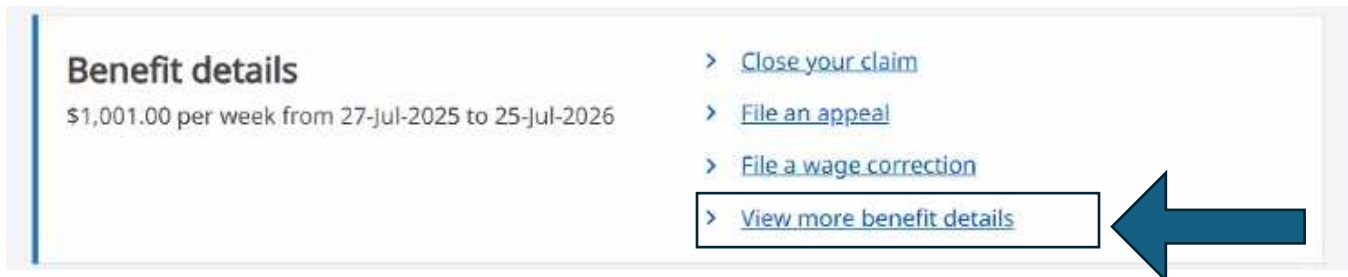 Benefit details
$1,001.00 per week from 27-Jul-2025 to 25-Jul-2026
> Close your claim
> File an appeal
> File a wage correction
> View more benefit details